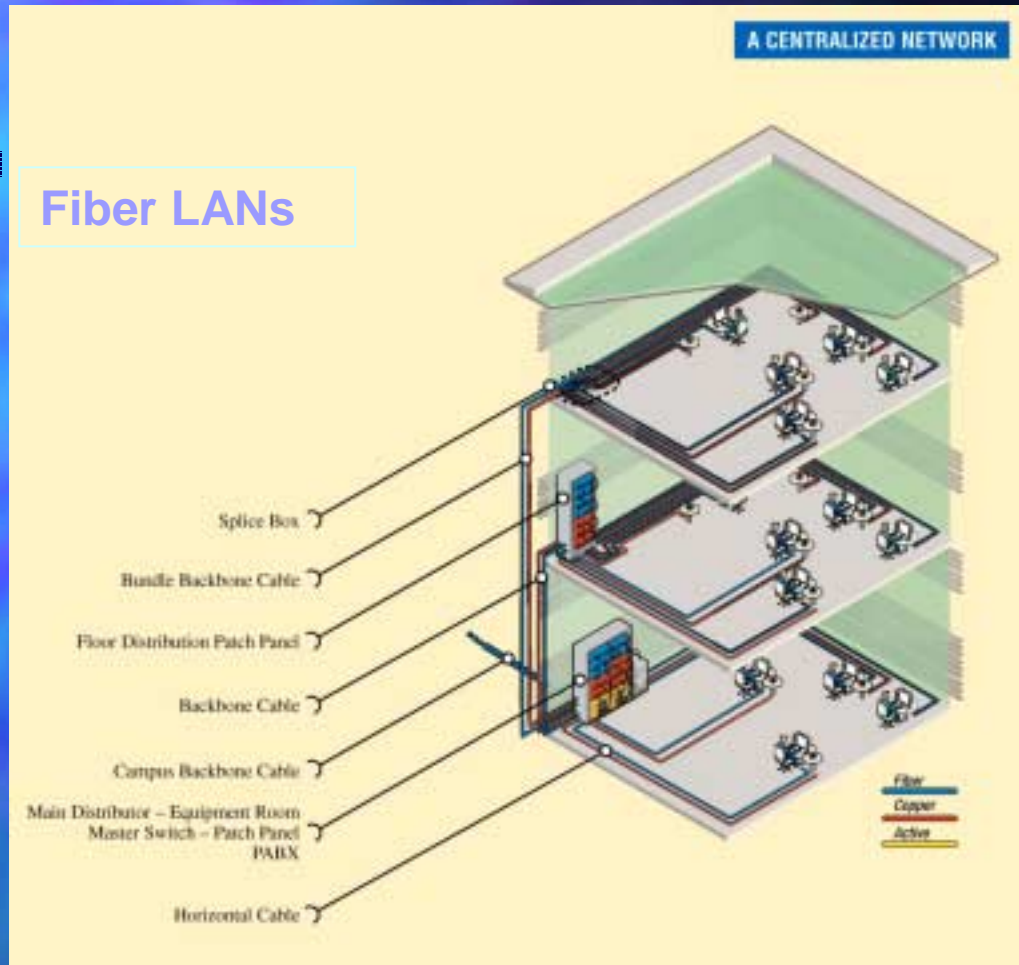 A CENTRALIZED NETWORK
Fiber LANs
Splice Box
Bundle Backbone Cable
Floor Distribution Patch Panel
Backbone Cable
Campus Backbone Cable
Main Distributor – Equipment Room
Master Switch – Patch Panel
PABX
Horizontal Cable
Fiber
Copper
Active